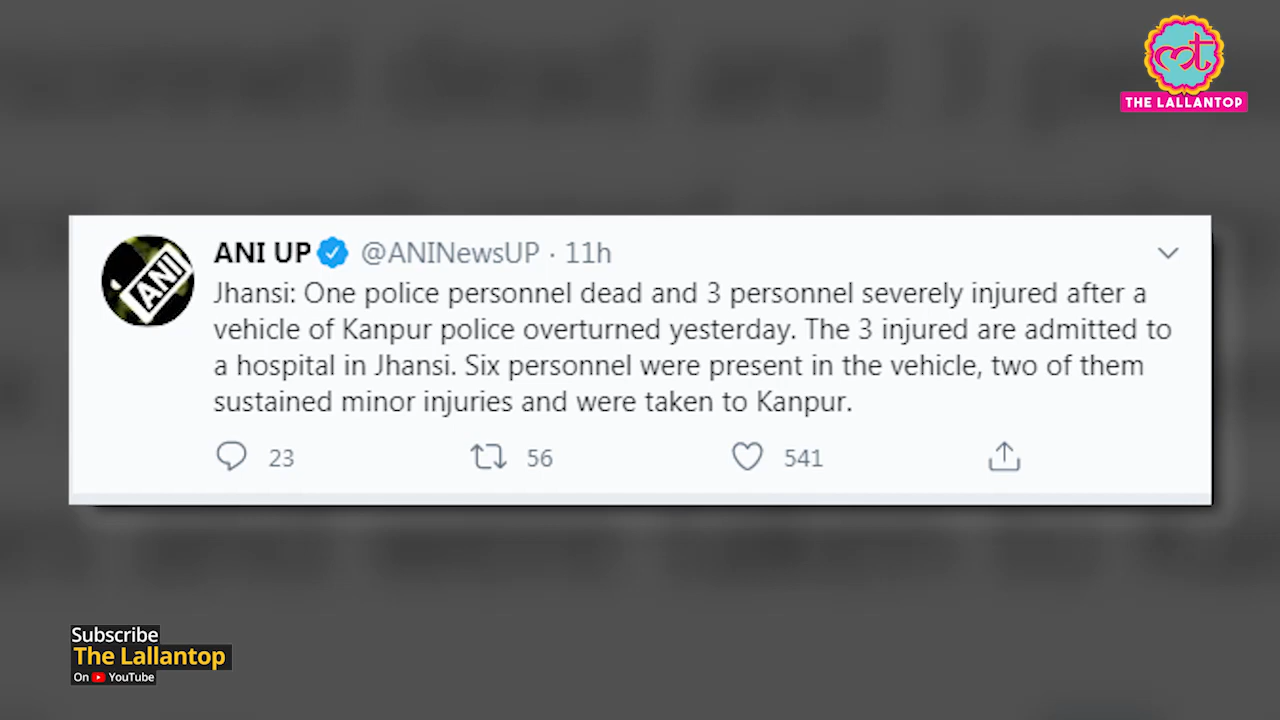 THE LALLANTOP
ANI UP @ANINewsUP · 11h
ANI
Jhansi: One police personnel dead and 3 personnel severely injured after a
vehicle of Kanpur police overturned yesterday. The 3 injured are admitted to
a hospital in Jhansi. Six personnel were present in the vehicle, two of them
sustained minor injuries and were taken to Kanpur.
23 56 541
Subscribe
The Lallantop
On YouTube